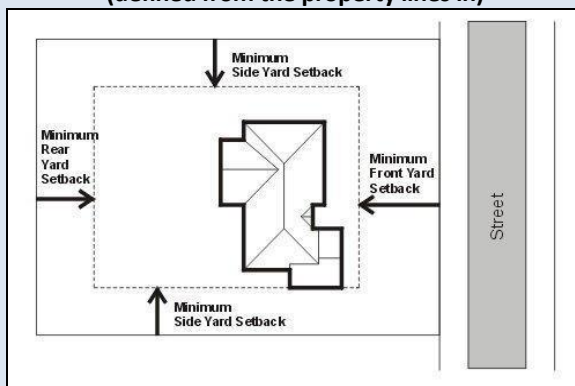 (defined from the property lines in)
Minimum
Side Yard Setback
Minimum
Rear
Yard
Setback
Minimum
Front Yard
Setback
Street
Minimum
Side Yard Setback